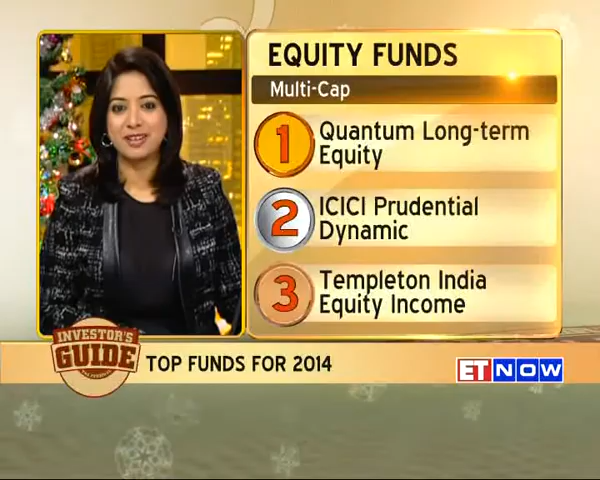 EQUITY FUNDS
Multi-Cap
1
Quantum Long-term
Equity
2
ICICI Prudential
Dynamic
3
Templeton India
Equity Income
INVESTOR'S
GUIDE
TOP FUNDS FOR 2014
ET NOW